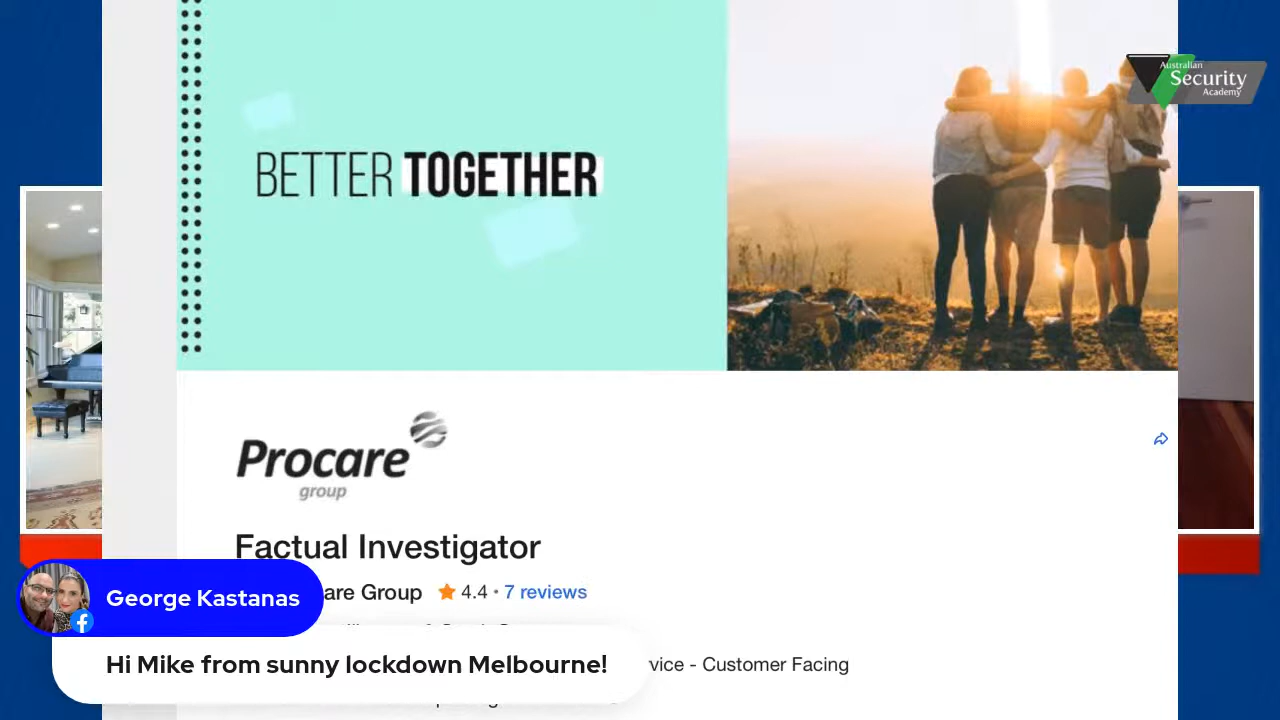 Australian
Security
Academy
BETTER TOGETHER
Procare
group
Factual Investigator
are Group 4.4 • 7 reviews
George Kastanas
Hi Mike from sunny lockdown Melbourne!
vice - Customer Facing